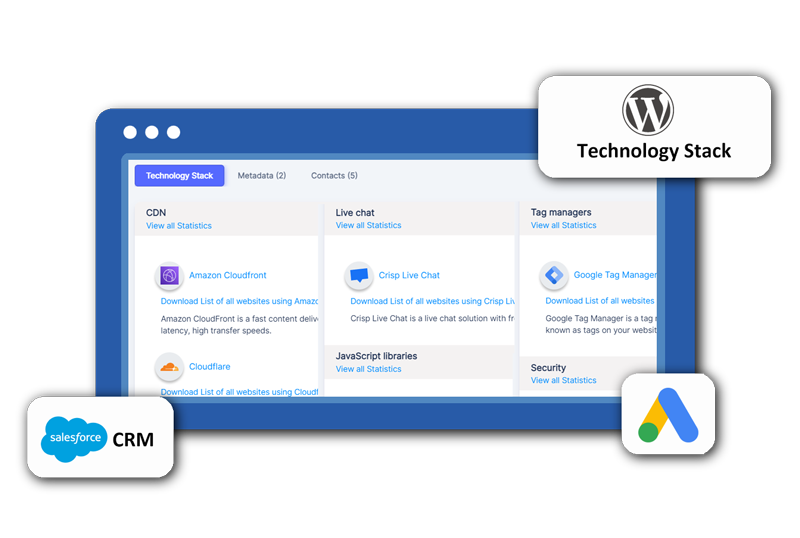 Technology Stack
Technology Stack Metadata (2) Contacts (5)
CDN
View all Statistics
Amazon Cloudfront
Download List of all websites using Amazo
Amazon CloudFront is a fast content delive
latency, high transfer speeds.
Cloudflare
Download List of all websites using Cloudf
Live chat
View all Statistics
Crisp Live Chat
Download List of all websites using Crisp Liv
Crisp Live Chat is a live chat solution with fr
JavaScript libraries
View all Statistics
Tag managers
View all Statistics
Google Tag Manager
Download List of all websites
Google Tag Manager is a tag
known as tags on your websit
Security
View all Statistics
salesforce CRM